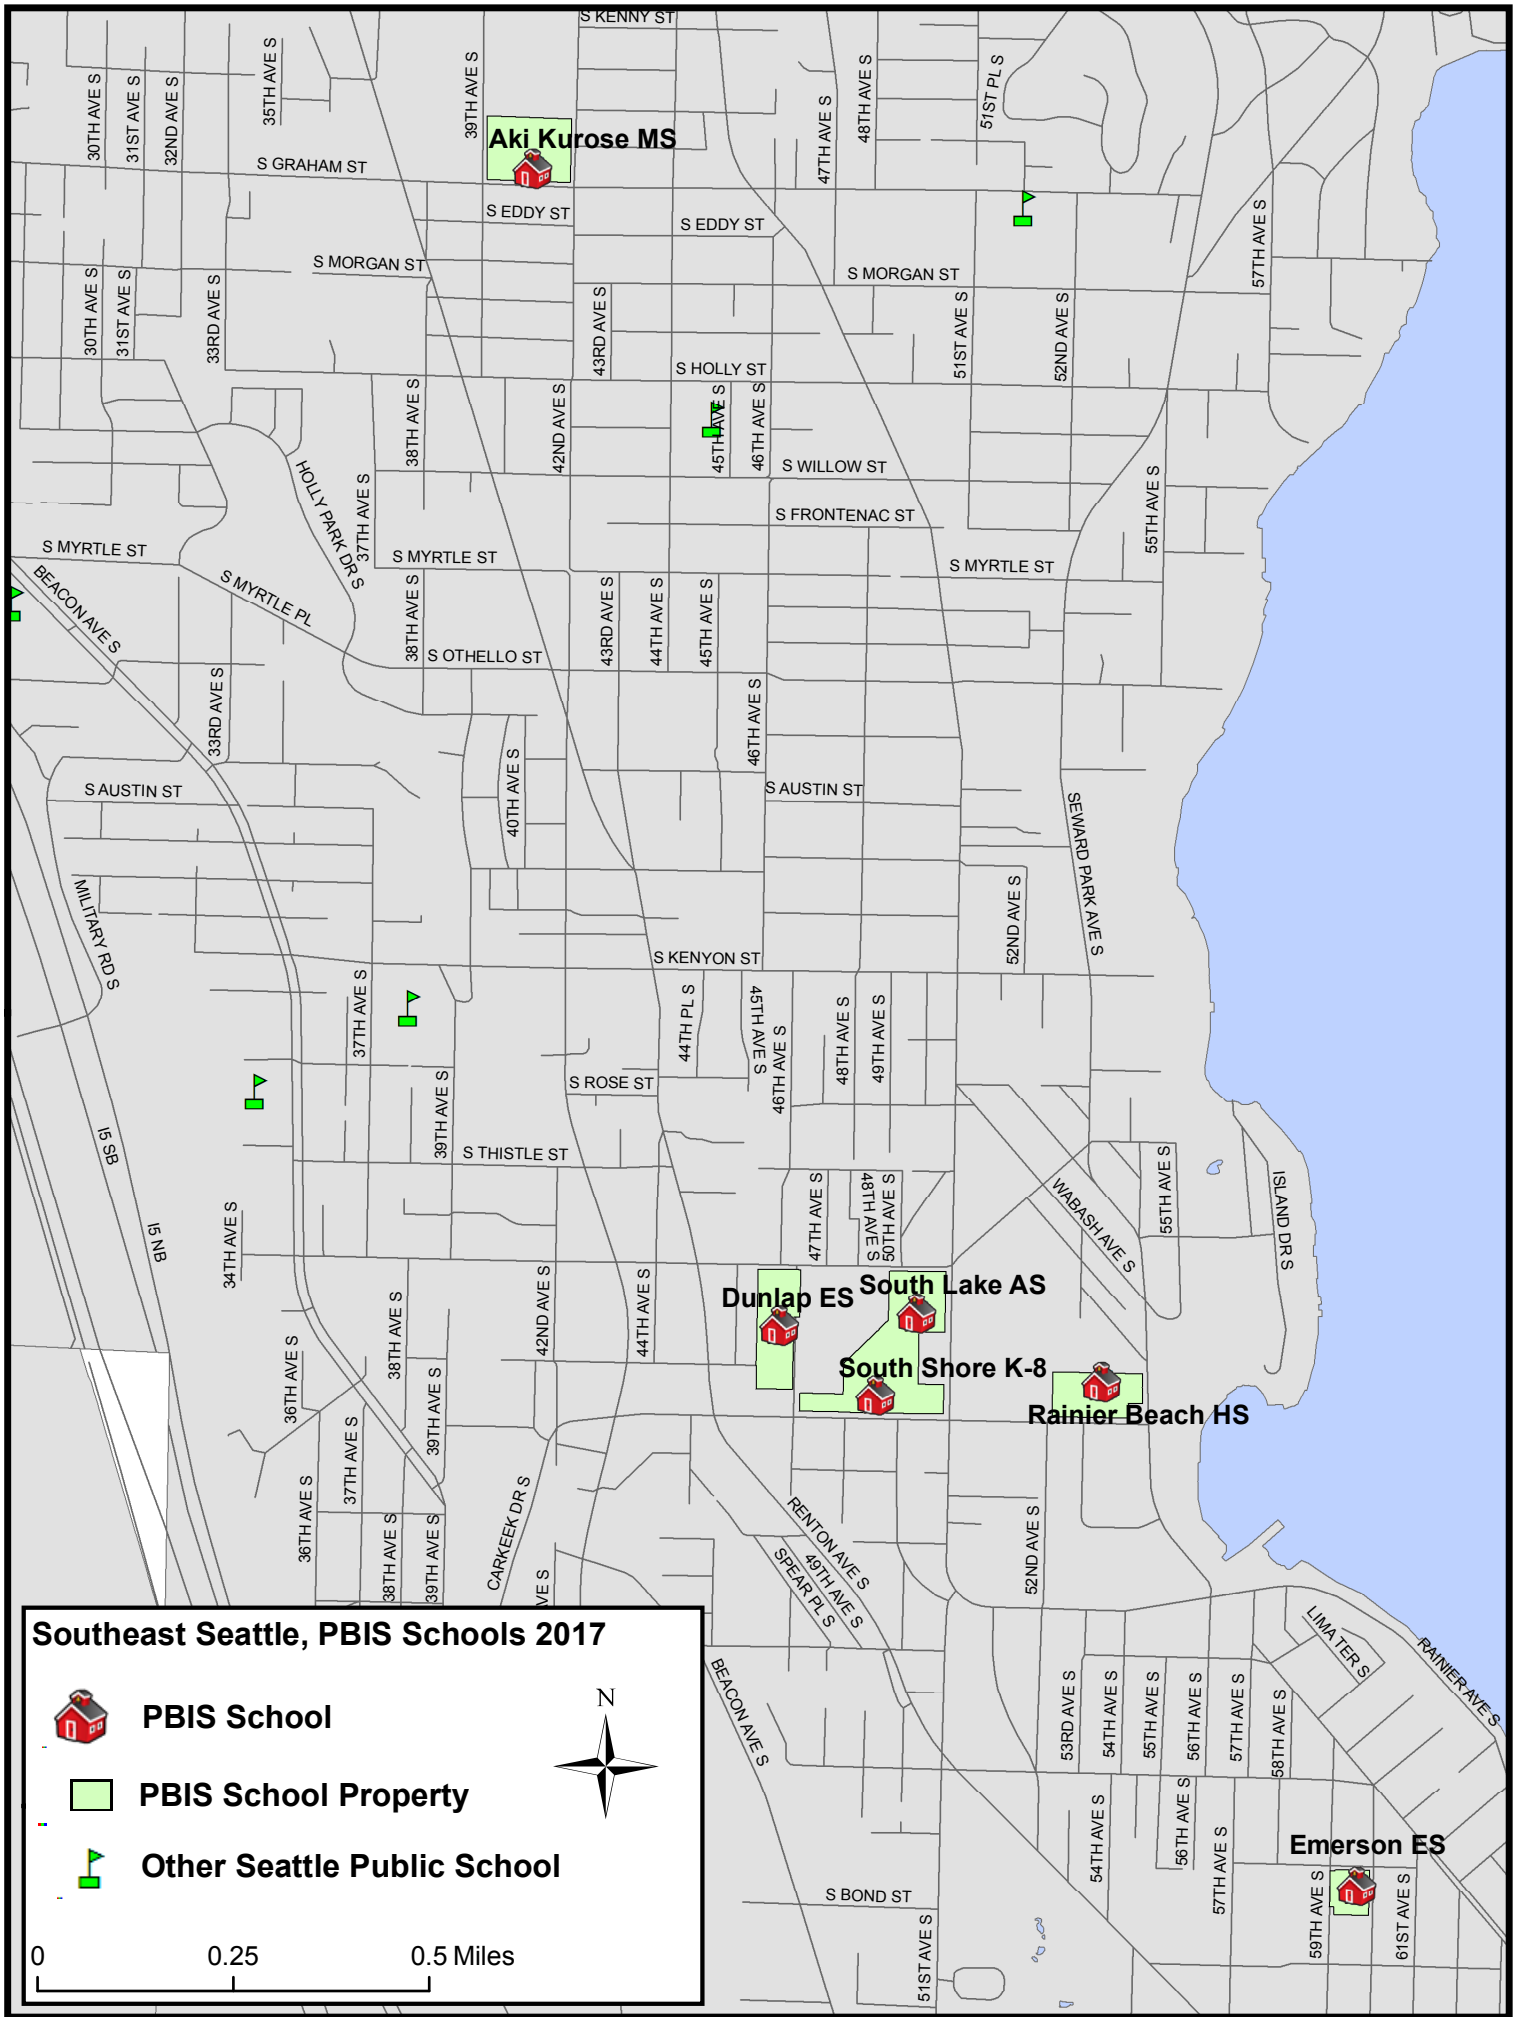 S KENNY ST
30TH AVE S
31ST AVE S
32ND AVE S
35TH AVE S
39TH AVE S
47TH AVE S
48TH AVE S
51ST PL S
Aki Kurose MS
S GRAHAM ST
S EDDY ST
S EDDY ST
57TH AVE S
S MORGAN ST
S MORGAN ST
30TH AVE S
31ST AVE S
33RD AVE S
43RD AVE S
51ST AVE S
52ND AVE S
S HOLLY ST
38TH AVE S
42ND AVE S
45TH AVE S
46TH AVE S
S WILLOW ST
HOLLY PARK DR S
37TH AVE S
55TH AVE S
S FRONTENAC ST
S MYRTLE ST
S MYRTLE ST
S MYRTLE ST
BEACON AVE S
S MYRTLE PL
38TH AVE S
43RD AVE S
44TH AVE S
45TH AVE S
S OTHELLO ST
33RD AVE S
46TH AVE S
40TH AVE S
S AUSTIN ST
S AUSTIN ST
SEWARD PARK AVE S
MILITARY RD S
52ND AVE S
S KENYON ST
37TH AVE S
44TH PL S
45TH AVE S
46TH AVE S
48TH AVE S
49TH AVE S
39TH AVE S
S ROSE ST
I5 SB
S THISTLE ST
47TH AVE S
48TH AVE S
50TH AVE S
WABASH AVE S
55TH AVE S
ISLAND DR S
34TH AVE S
I5 NB
Dunlap ES
South Lake AS
36TH AVE S
38TH AVE S
42ND AVE S
44TH AVE S
South Shore K-8
Rainier Beach HS
39TH AVE S
37TH AVE S
36TH AVE S
38TH AVE S
39TH AVE S
CARKEEK DR S
AVE S
RENTON AVE S
49TH AVE S
SPEAR PL S
52ND AVE S
LIMA TER S
RAINIER AVE S
BEACON AVE S
53RD AVE S
54TH AVE S
55TH AVE S
56TH AVE S
57TH AVE S
58TH AVE S
54TH AVE S
56TH AVE S
57TH AVE S
Emerson ES
59TH AVE S
61ST AVE S
S BOND ST
51ST AVE S
Southeast Seattle, PBIS Schools 2017
PBIS School
N
PBIS School Property
Other Seattle Public School
0 0.25 0.5 Miles